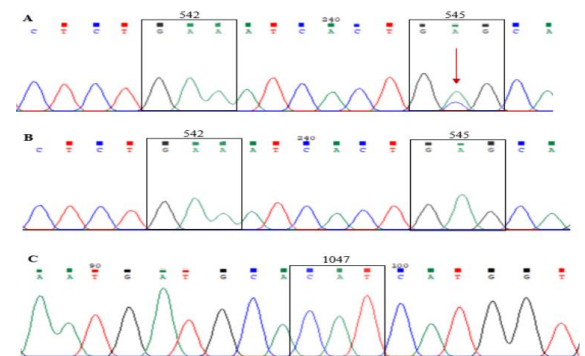 A 542 240 545
C T C T G A A A T C A C T G A G C A
B 542 240 545
C T C T G A A A T C A C T G A G C A
C 90 1047 100
A A T G A T G C A C A T C A T G G T